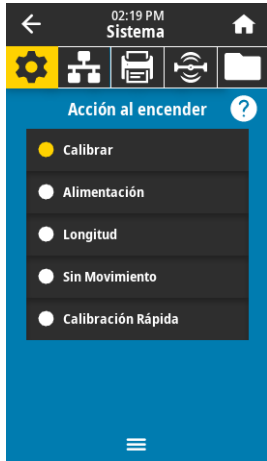 02:19 PM
Sistema
Acción al encender
?
Calibrar
Alimentación
Longitud
Sin Movimiento
Calibración Rápida